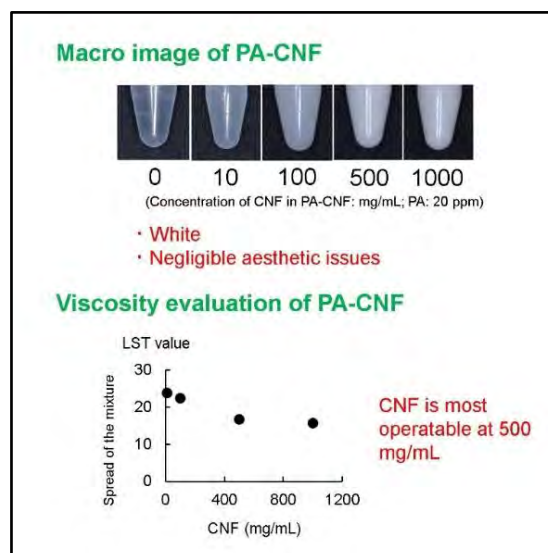 Macro image of PA-CNF
0 10 100 500 1000
(Concentration of CNF in PA-CNF: mg/mL; PA: 20 ppm)
・White
・Negligible aesthetic issues
Viscosity evaluation of PA-CNF
LST value
Spread of the mixture
30
20
10
0
0 400 800 1200
CNF (mg/mL)
CNF is most
operatable at 500
mg/mL